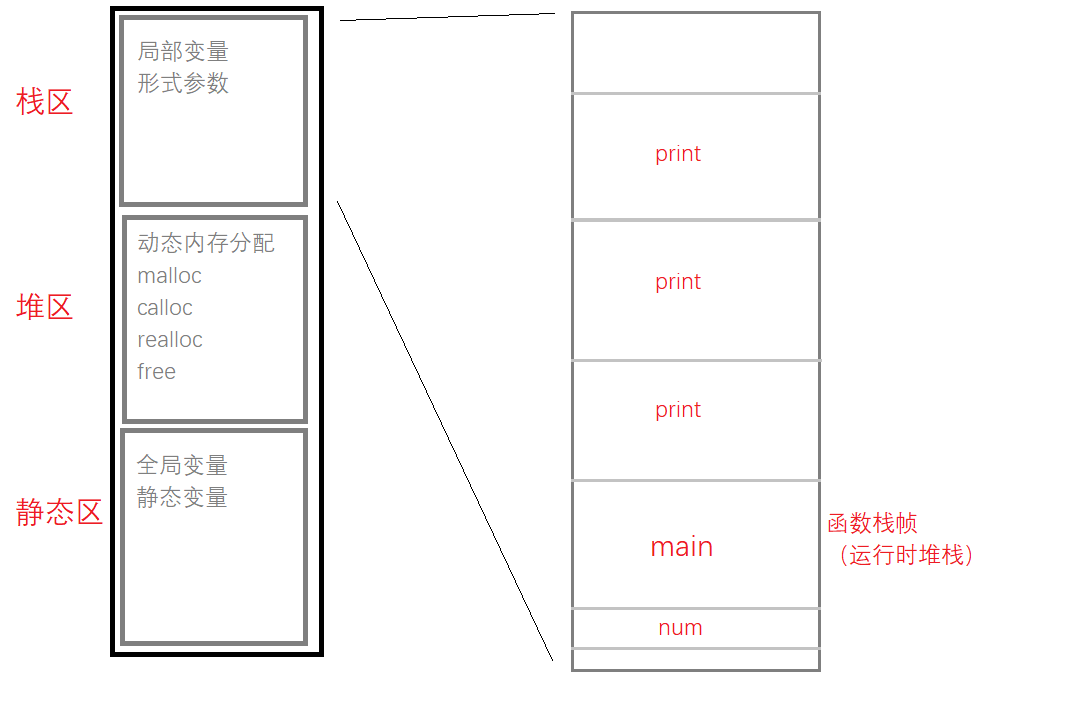 栈区
局部变量
形式参数
堆区
动态内存分配
malloc
calloc
realloc
free
静态区
全局变量
静态变量
print
print
print
main
num
函数栈帧
（运行时堆栈）